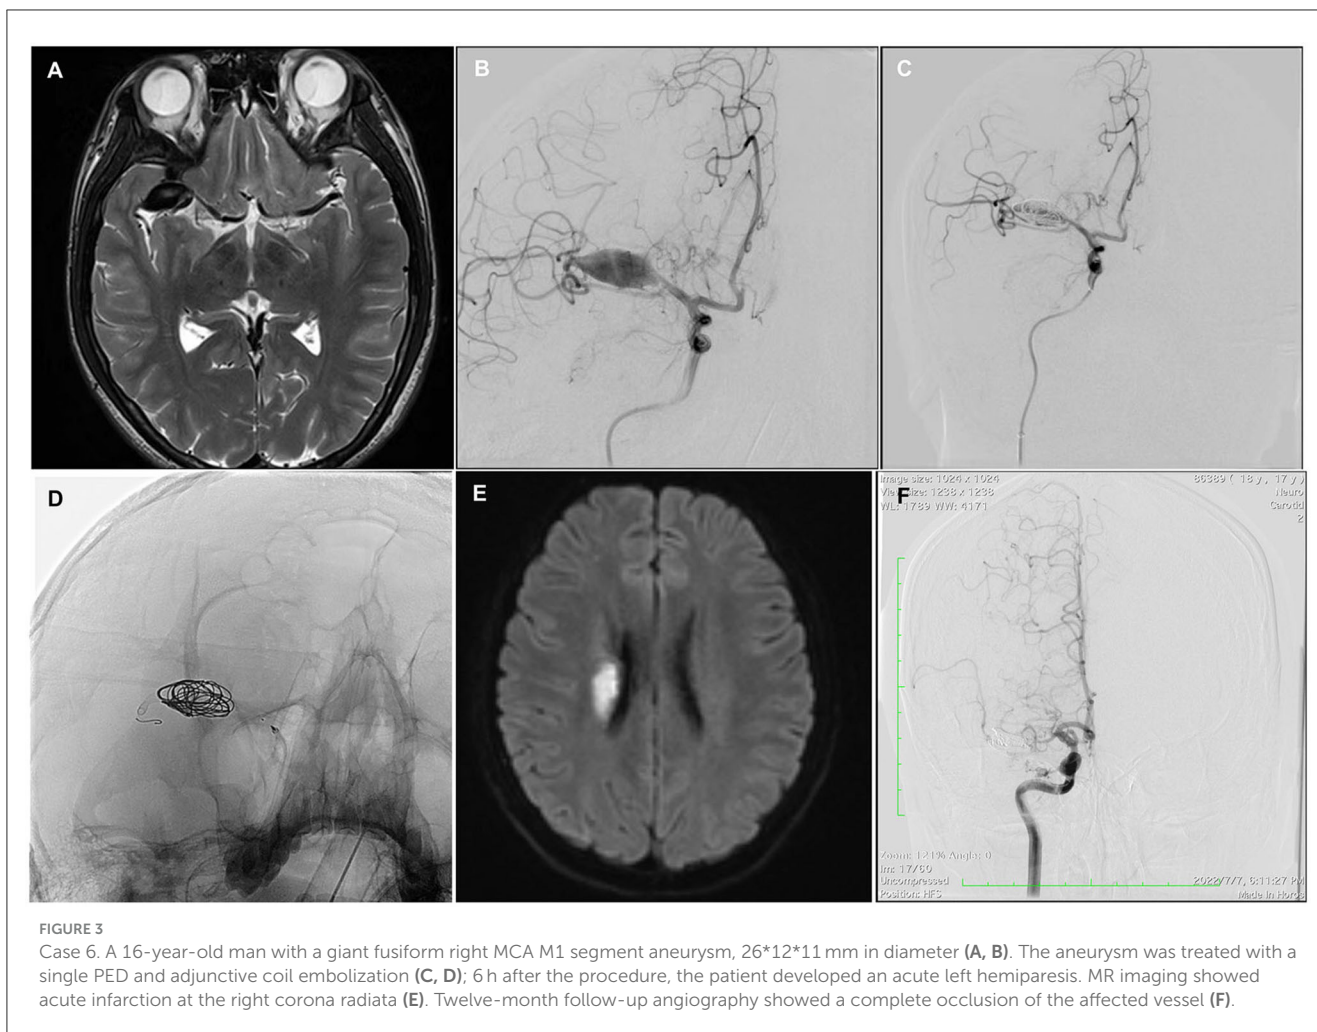 A
B
C
D
E
F
Image size: 1024 x 1024
View size: 1238 x 1238
WL: 1789 WW: 4171
86389 ( 18 y, 17 y )
Neuro
Carotid
2
Zoom: 121% Angle: 0
Im: 17/60
Uncompressed
Position: HFS
2022/7/7, 6:11:27 PM
Made In Horos
FIGURE 3
Case 6. A 16-year-old man with a giant fusiform right MCA M1 segment aneurysm, 26*12*11 mm in diameter (A, B). The aneurysm was treated with a
single PED and adjunctive coil embolization (C, D); 6 h after the procedure, the patient developed an acute left hemiparesis. MR imaging showed
acute infarction at the right corona radiata (E). Twelve-month follow-up angiography showed a complete occlusion of the affected vessel (F).